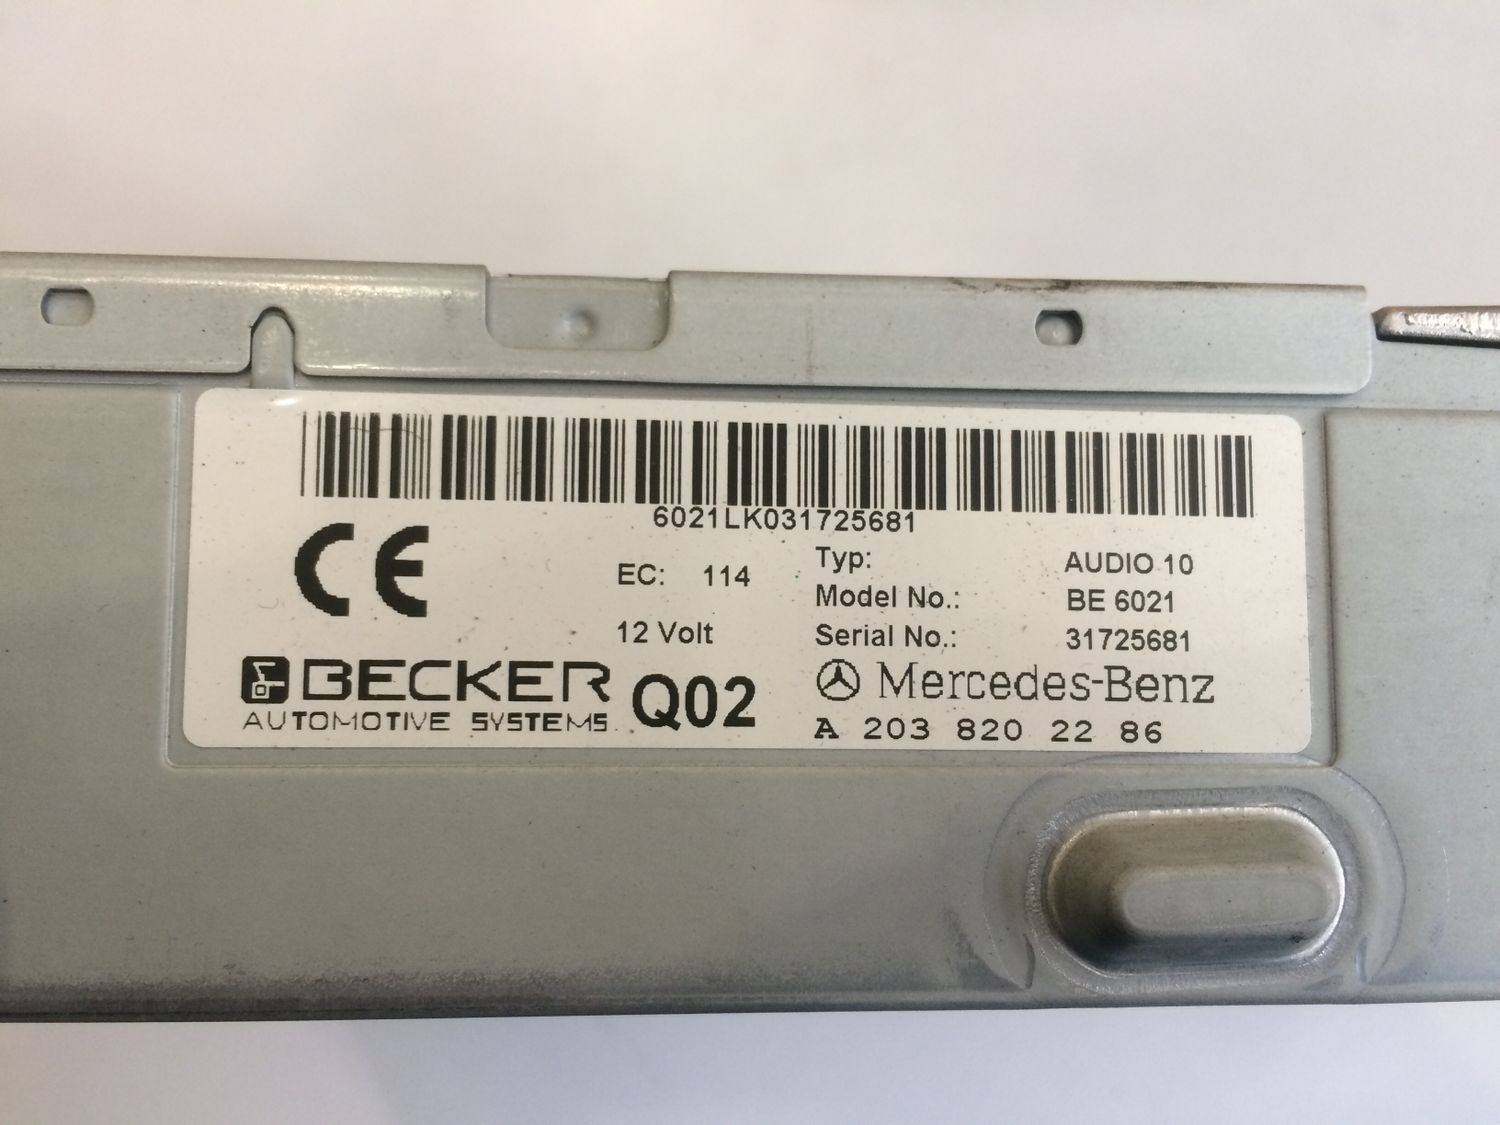 6021LK031725681
CE
EC: 114
12 Volt
Typ: AUDIO 10
Model No.: BE 6021
Serial No.: 31725681
BECKER
AUTOMOTIVE SYSTEMS
Q02
Mercedes-Benz
A 203 820 22 86